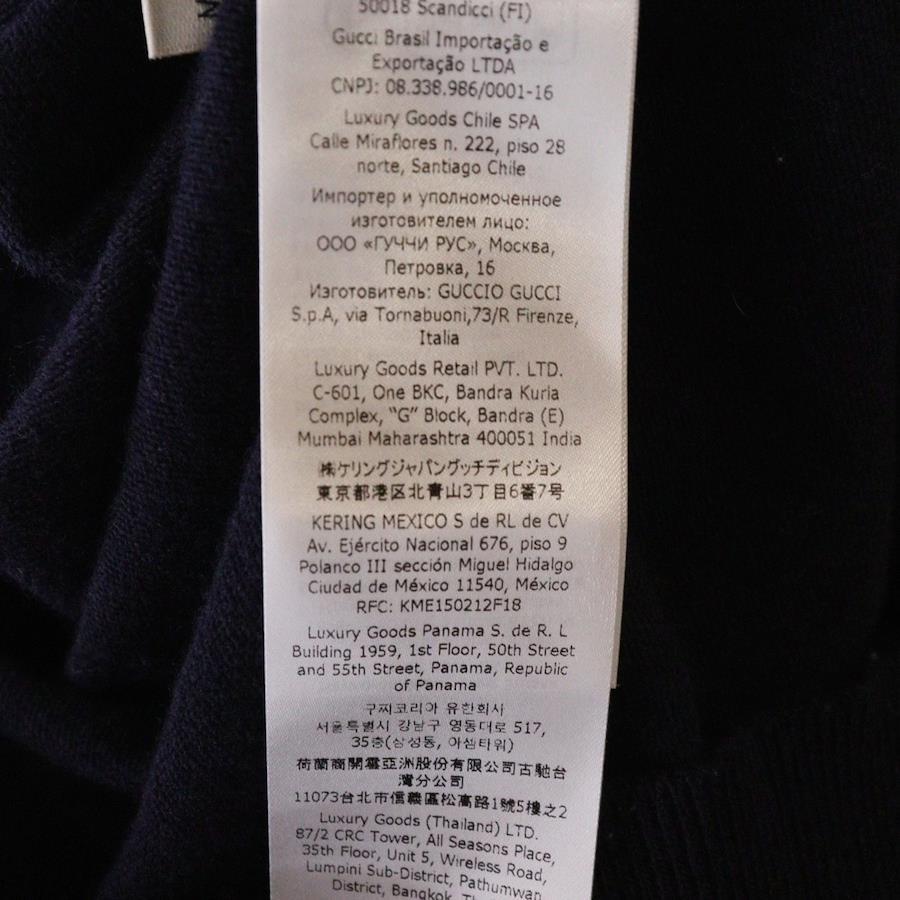 50018 Scandicci (FI)
Gucci Brasil Importação e
Exportação LTDA
CNPJ: 08.338.986/0001-16
Luxury Goods Chile SPA
Calle Miraflores n. 222, piso 28
norte, Santiago Chile
Импортер и уполномоченное
изготовителем лицо:
ООО «ГУЧЧИ РУС», Москва,
Петровка, 16
Изготовитель: GUCCIO GUCCI
S.p.A, via Tornabuoni,73/R Firenze,
Italia
Luxury Goods Retail PVT. LTD.
C-601, One BKC, Bandra Kurla
Complex, “G” Block, Bandra (E)
Mumbai Maharashtra 400051 India
㈱ケリングジャパングッチディビジョン
東京都港区北青山3丁目6番7号
KERING MEXICO S de RL de CV
Av. Ejército Nacional 676, piso 9
Polanco III sección Miguel Hidalgo
Ciudad de México 11540, México
RFC: KME150212F18
Luxury Goods Panama S. de R. L
Building 1959, 1st Floor, 50th Street
and 55th Street, Panama, Republic
of Panama
구찌코리아 유한회사
서울특별시 강남구 영동대로 517,
35층(삼성동, 아셈타워)
荷蘭商開雲亞洲股份有限公司古馳台
灣分公司
11073台北市信義區松高路1號5樓之2
Luxury Goods (Thailand) LTD.
87/2 CRC Tower, All Seasons Place,
35th Floor, Unit 5, Wireless Road,
Lumpini Sub-District, Pathumwan
District, Bangkok,